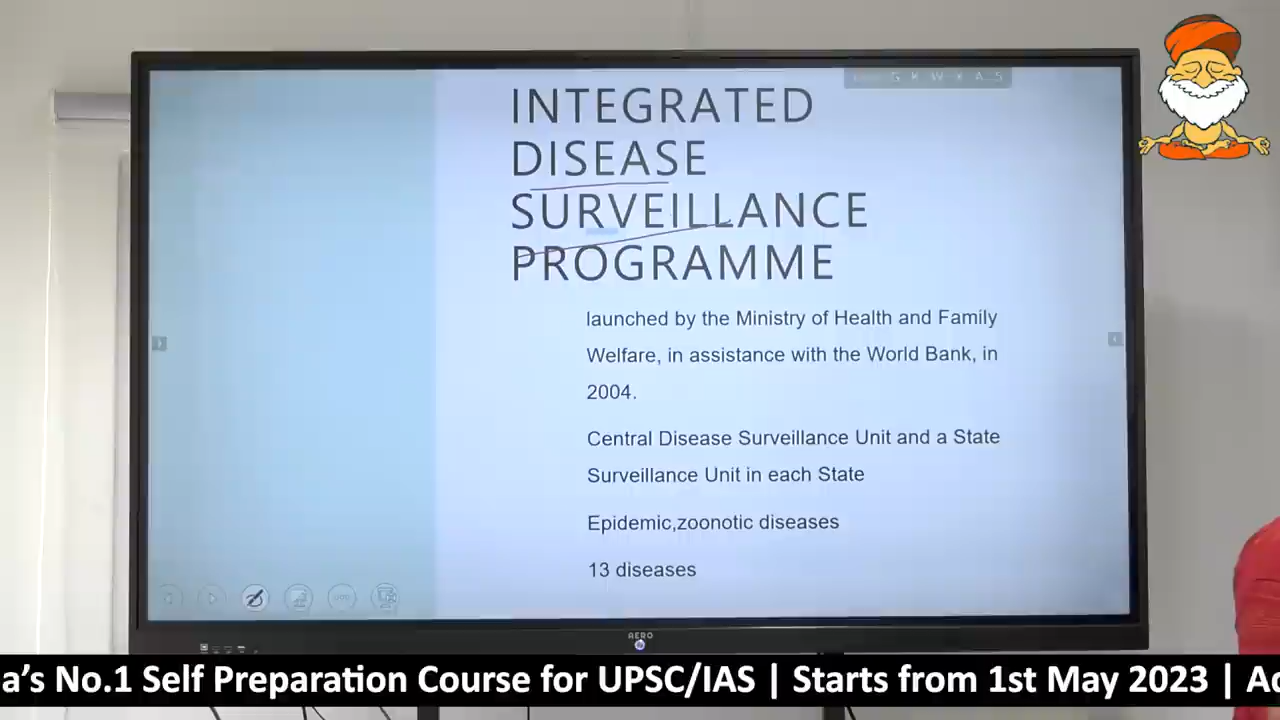 G K W X A S
INTEGRATED
DISEASE
SURVEILLANCE
PROGRAMME
launched by the Ministry of Health and Family
Welfare, in assistance with the World Bank, in
2004.
Central Disease Surveillance Unit and a State
Surveillance Unit in each State
Epidemic,zoonotic diseases
13 diseases
AERO
a’s No.1 Self Preparation Course for UPSC/IAS | Starts from 1st May 2023 | Ad